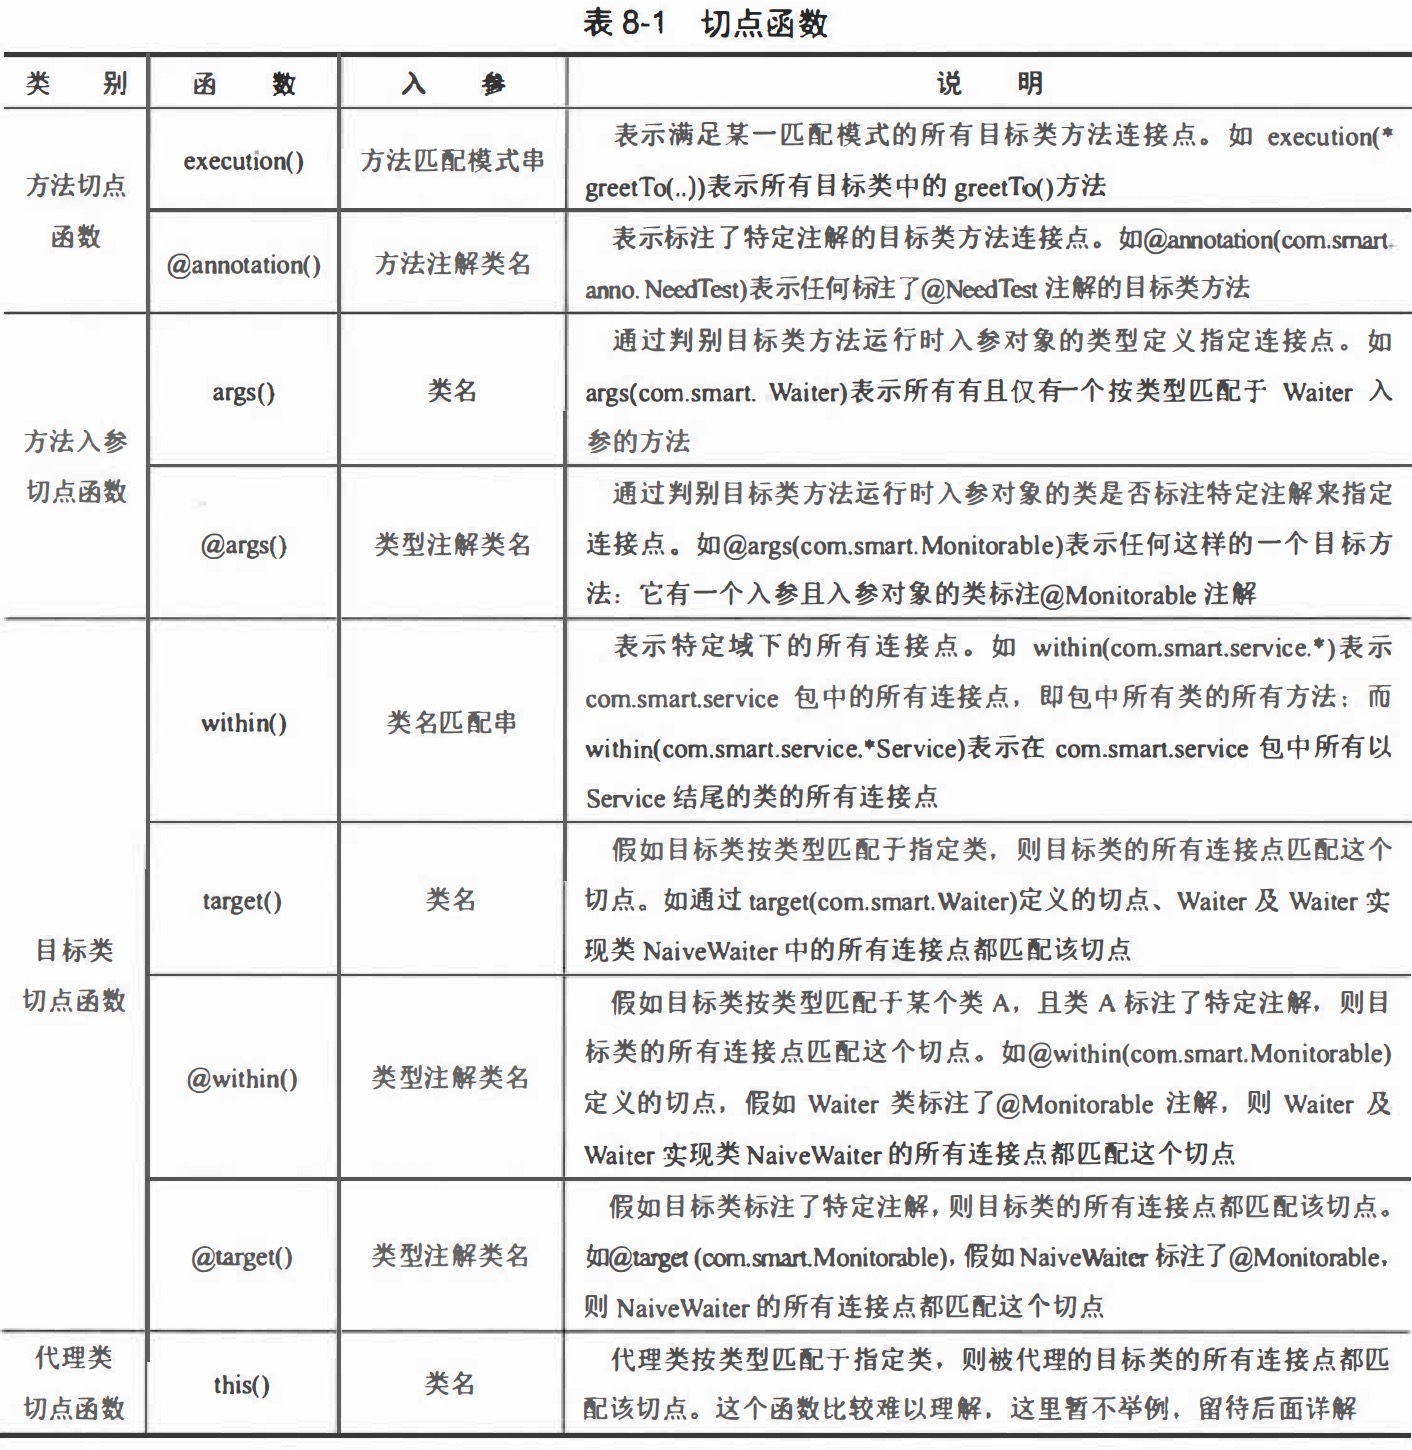 表 8-1 切点函数
类 别 函 数 入 参 说 明
方法切点
函数
execution()
方法匹配模式串
表示满足某一匹配模式的所有目标类方法连接点。如 execution(*
greetTo(..))表示所有目标类中的 greetTo()方法
@annotation()
方法注解类名
表示标注了特定注解的目标类方法连接点。如@annotation(com.smart.
anno. NeedTest)表示任何标注了@NeedTest 注解的目标类方法
方法入参
切点函数
args()
类名
通过判别目标类方法运行时入参对象的类型定义指定连接点。如
args(com.smart. Waiter)表示所有有且仅有一个按类型匹配于 Waiter 入
参的方法
@args()
类型注解类名
通过判别目标类方法运行时入参对象的类是否标注特定注解来指定
连接点。如@args(com.smart.Monitorable)表示任何这样的一个目标方
法：它有一个入参且入参对象的类标注@Monitorable 注解
目标类
切点函数
within()
类名匹配串
表示特定域下的所有连接点。如 within(com.smart.service.*)表示
com.smart.service 包中的所有连接点，即包中所有类的所有方法；而
within(com.smart.service.*Service)表示在 com.smart.service 包中所有以
Service 结尾的类的所有连接点
target()
类名
假如目标类按类型匹配于指定类，则目标类的所有连接点匹配这个
切点。如通过 target(com.smart.Waiter)定义的切点、Waiter 及 Waiter 实
现类 NaiveWaiter 中的所有连接点都匹配该切点
@within()
类型注解类名
假如目标类按类型匹配于某个类 A，且类 A 标注了特定注解，则目
标类的所有连接点匹配这个切点。如@within(com.smart.Monitorable)
定义的切点，假如 Waiter 类标注了@Monitorable 注解，则 Waiter 及
Waiter 实现类 NaiveWaiter 的所有连接点都匹配这个切点
@target()
类型注解类名
假如目标类标注了特定注解，则目标类的所有连接点都匹配该切点。
如@target (com.smart.Monitorable)，假如 NaiveWaiter 标注了@Monitorable，
则 NaiveWaiter 的所有连接点都匹配这个切点
代理类
切点函数
this()
类名
代理类按类型匹配于指定类，则被代理的目标类的所有连接点都匹
配该切点。这个函数比较难以理解，这里暂不举例，留待后面详解